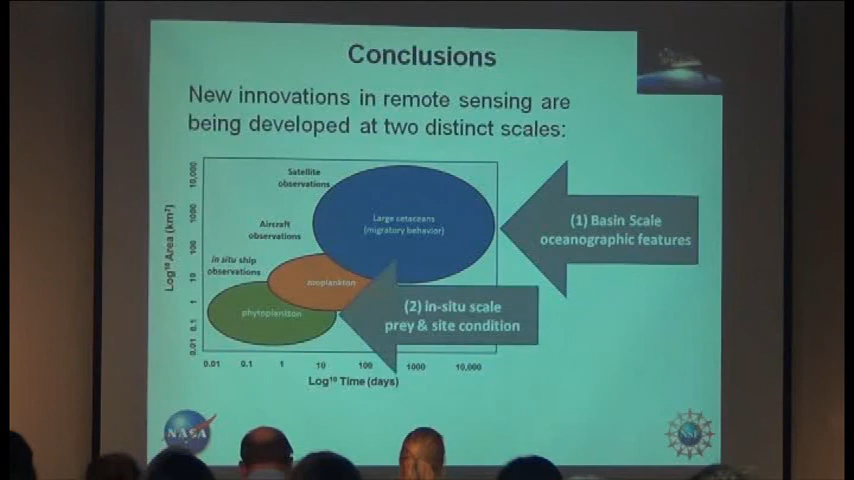 Conclusions
New innovations in remote sensing are
being developed at two distinct scales:
Satellite
observations
Aircraft
observations
in situ ship
observations
Large cetaceans
(migratory behavior)
zooplankton
phytoplankton
(1) Basin Scale
oceanographic features
(2) in-situ scale
prey & site condition
Log¹⁰ Area (km²)
10,000
1000
100
10
1
0.1
0.01
0.01 0.1 1 10 100 1000 10,000
Log¹⁰ Time (days)
NASA
NSF